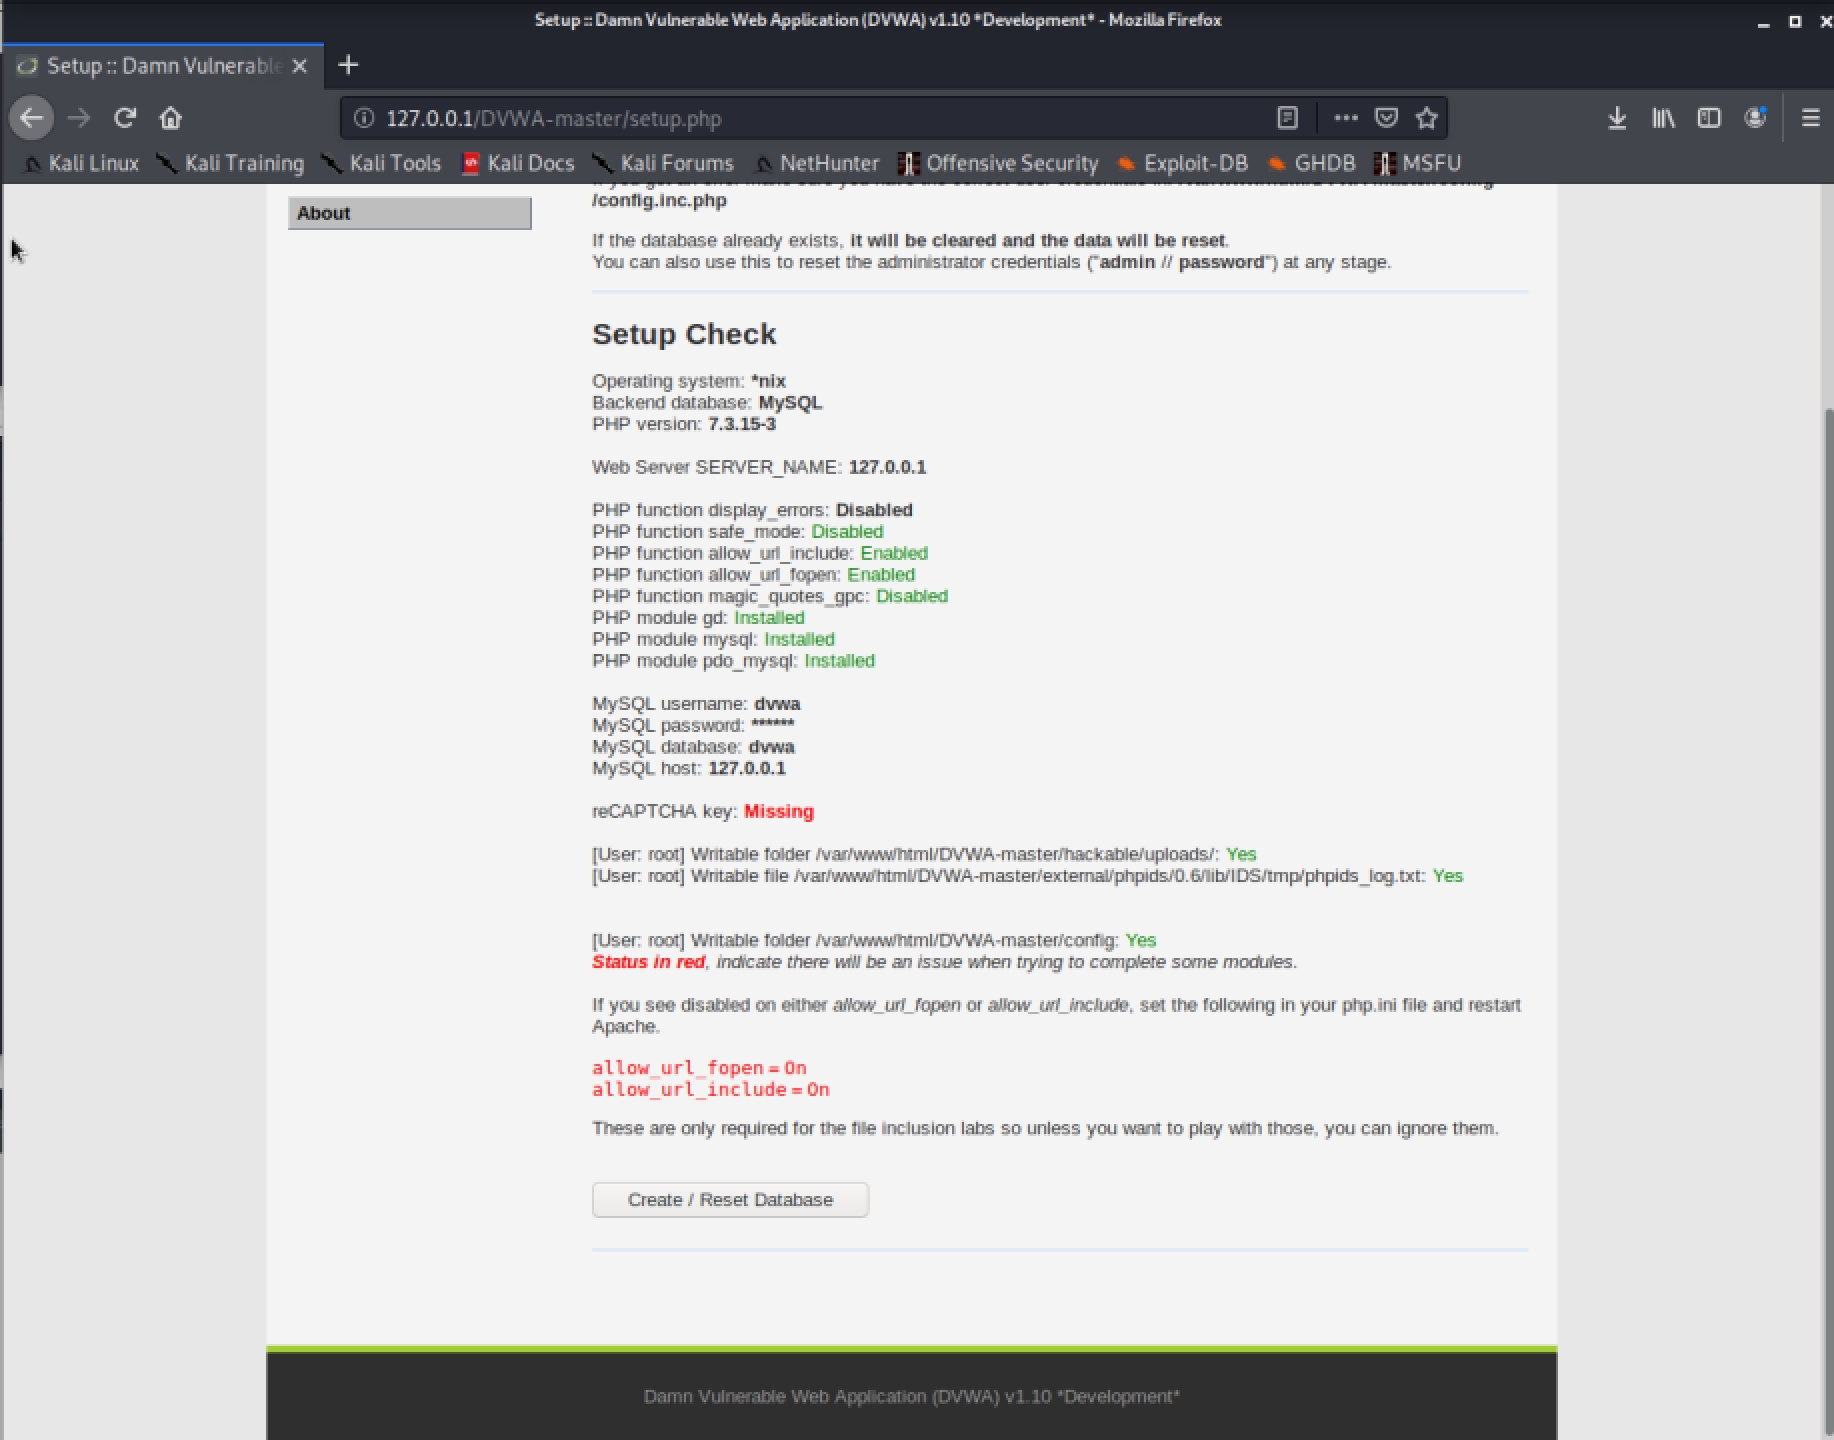 Setup :: Damn Vulnerable Web Application (DVWA) v1.10 *Development* - Mozilla Firefox
Setup :: Damn Vulnerable
127.0.0.1/DVWA-master/setup.php
Kali Linux Kali Training Kali Tools Kali Docs Kali Forums NetHunter Offensive Security Exploit-DB GHDB MSFU
About
/config.inc.php
If the database already exists, it will be cleared and the data will be reset.
You can also use this to reset the administrator credentials ("admin // password") at any stage.
Setup Check
Operating system: *nix
Backend database: MySQL
PHP version: 7.3.15-3
Web Server SERVER_NAME: 127.0.0.1
PHP function display_errors: Disabled
PHP function safe_mode: Disabled
PHP function allow_url_include: Enabled
PHP function allow_url_fopen: Enabled
PHP function magic_quotes_gpc: Disabled
PHP module gd: Installed
PHP module mysql: Installed
PHP module pdo_mysql: Installed
MySQL username: dvwa
MySQL password: ******
MySQL database: dvwa
MySQL host: 127.0.0.1
reCAPTCHA key: Missing
[User: root] Writable folder /var/www/html/DVWA-master/hackable/uploads/: Yes
[User: root] Writable file /var/www/html/DVWA-master/external/phpids/0.6/lib/IDS/tmp/phpids_log.txt: Yes
[User: root] Writable folder /var/www/html/DVWA-master/config: Yes
Status in red, indicate there will be an issue when trying to complete some modules.
If you see disabled on either allow_url_fopen or allow_url_include, set the following in your php.ini file and restart
Apache.
allow_url_fopen = On
allow_url_include = On
These are only required for the file inclusion labs so unless you want to play with those, you can ignore them.
Create / Reset Database
Damn Vulnerable Web Application (DVWA) v1.10 *Development*